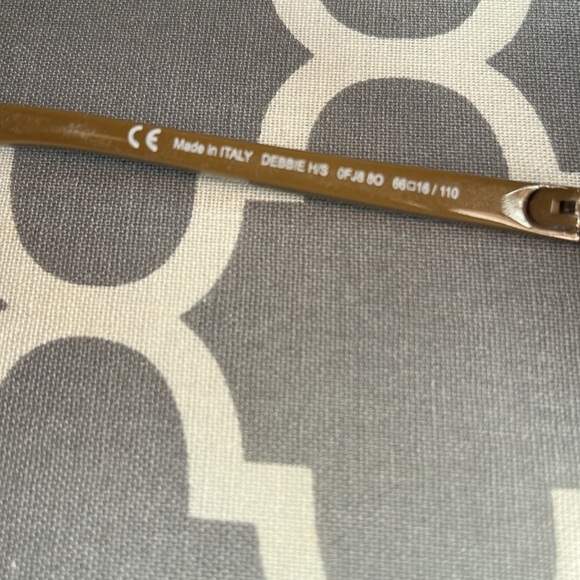 CE Made in ITALY DEBBIE H/S 0FJ8 8O 66□16 / 110